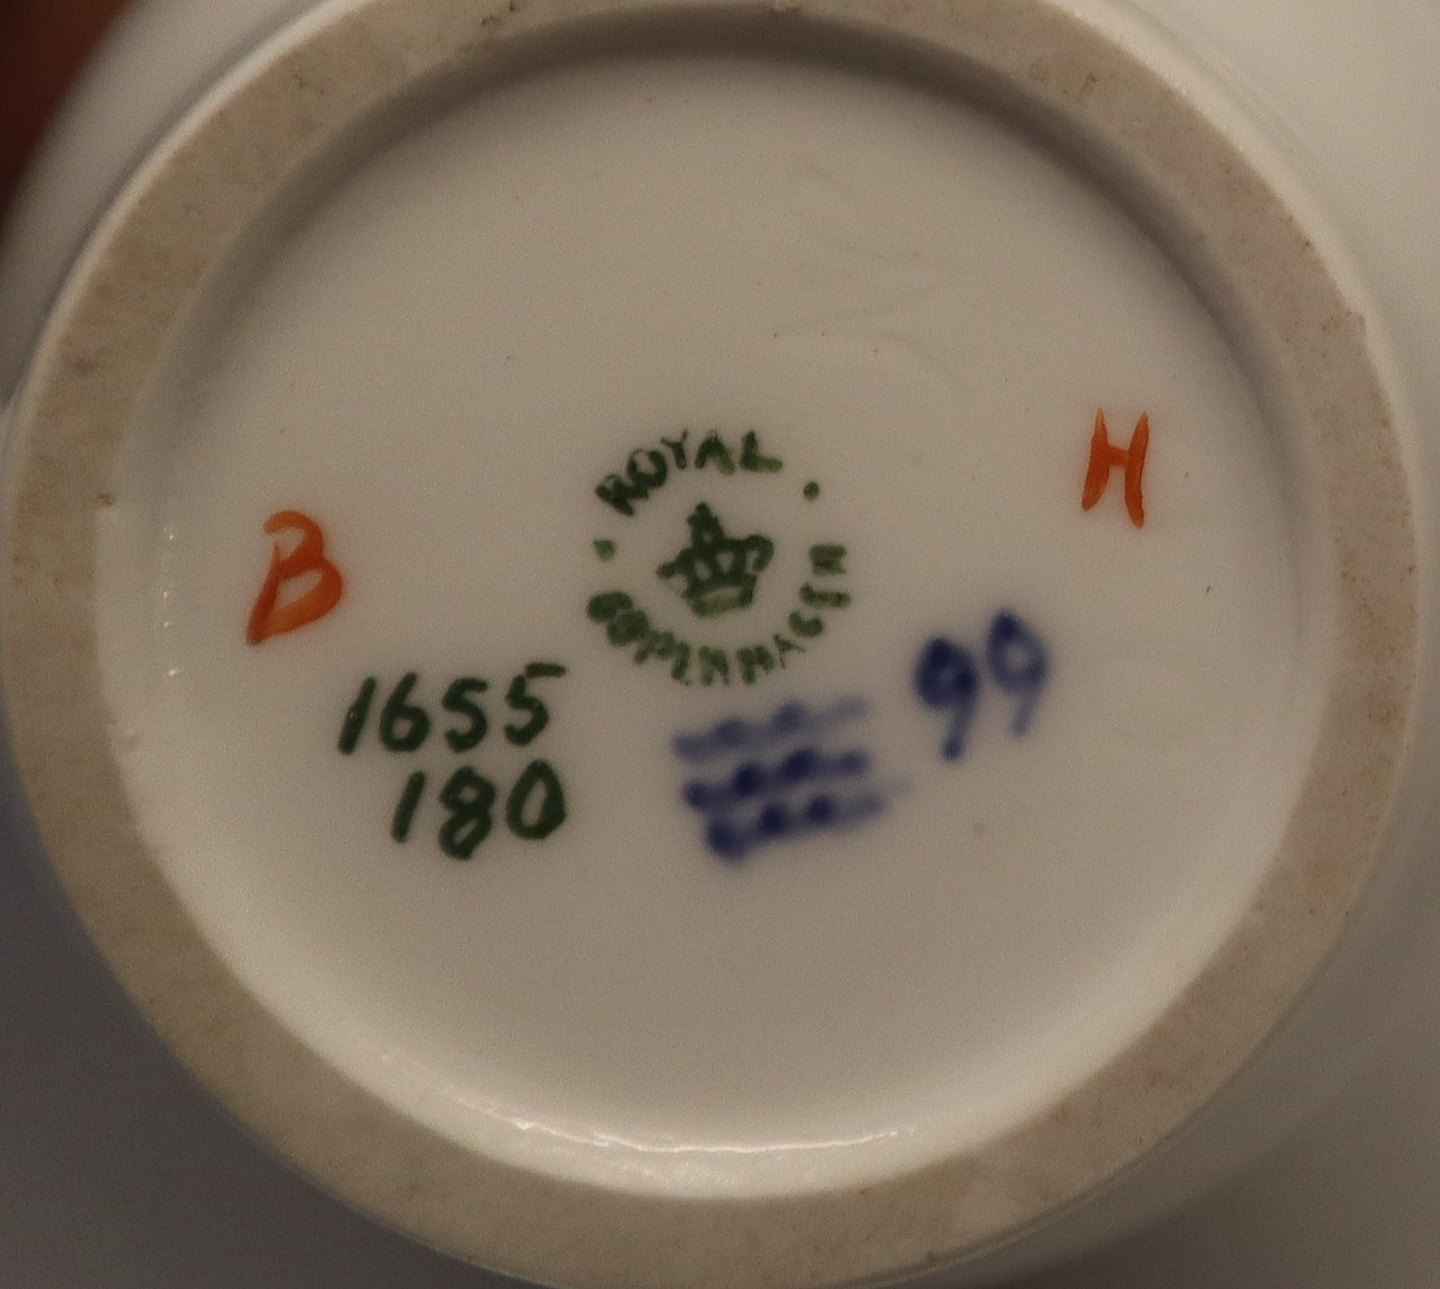 ROYAL
COPENHAGEN
B
H
1655
180
99